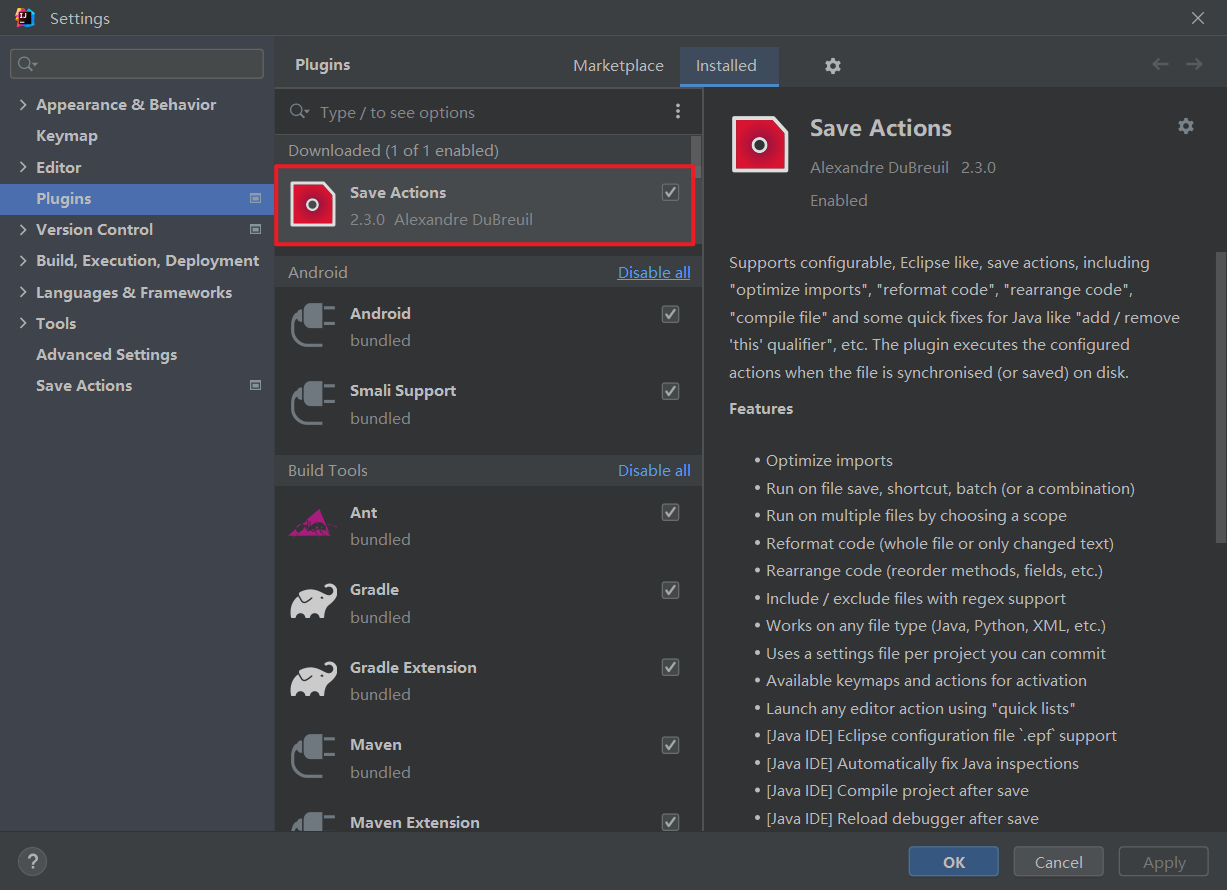 Settings
Appearance & Behavior
Keymap
Editor
Plugins
Version Control
Build, Execution, Deployment
Languages & Frameworks
Tools
Advanced Settings
Save Actions
Plugins
Marketplace
Installed
Type / to see options
Downloaded (1 of 1 enabled)
Save Actions
2.3.0 Alexandre DuBreuil
Android
Disable all
Android
bundled
Smali Support
bundled
Build Tools
Disable all
Ant
bundled
Gradle
bundled
Gradle Extension
bundled
Maven
bundled
Maven Extension
Save Actions
Alexandre DuBreuil 2.3.0
Enabled
Supports configurable, Eclipse like, save actions, including
"optimize imports", "reformat code", "rearrange code",
"compile file" and some quick fixes for Java like "add / remove
'this' qualifier", etc. The plugin executes the configured
actions when the file is synchronised (or saved) on disk.
Features
• Optimize imports
• Run on file save, shortcut, batch (or a combination)
• Run on multiple files by choosing a scope
• Reformat code (whole file or only changed text)
• Rearrange code (reorder methods, fields, etc.)
• Include / exclude files with regex support
• Works on any file type (Java, Python, XML, etc.)
• Uses a settings file per project you can commit
• Available keymaps and actions for activation
• Launch any editor action using "quick lists"
• [Java IDE] Eclipse configuration file `.epf` support
• [Java IDE] Automatically fix Java inspections
• [Java IDE] Compile project after save
• [Java IDE] Reload debugger after save
?
OK
Cancel
Apply